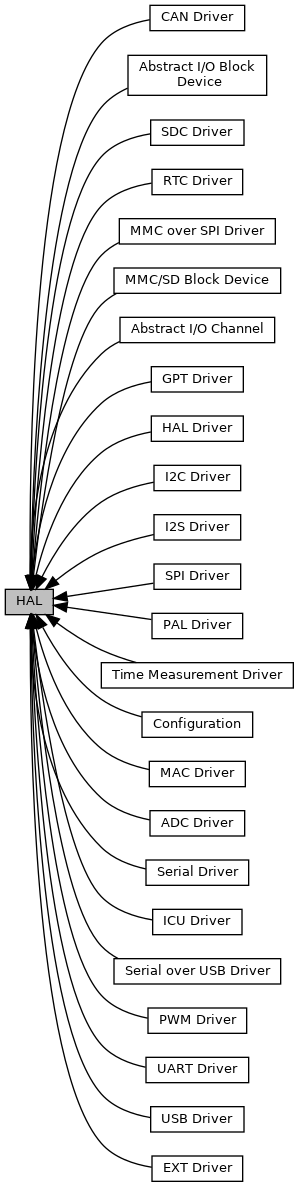 CAN Driver
Abstract I/O Block
Device
SDC Driver
RTC Driver
MMC over SPI Driver
MMC/SD Block Device
Abstract I/O Channel
GPT Driver
HAL Driver
I2C Driver
I2S Driver
SPI Driver
HAL
PAL Driver
Time Measurement Driver
Configuration
MAC Driver
ADC Driver
Serial Driver
ICU Driver
Serial over USB Driver
PWM Driver
UART Driver
USB Driver
EXT Driver